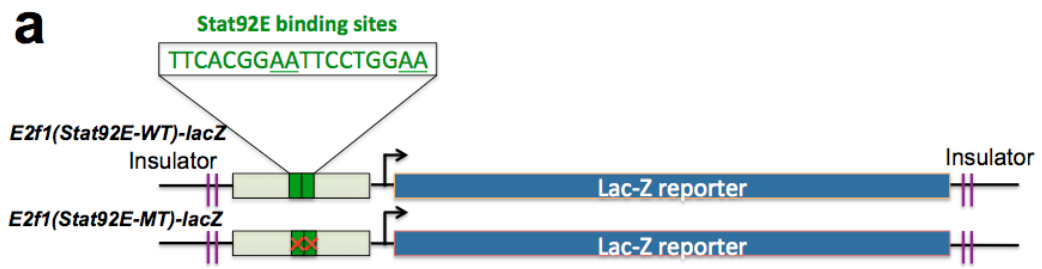 a
Stat92E binding sites
TTCACGGAATTCCTGGAA
E2f1(Stat92E-WT)-lacZ
Insulator
Insulator
Lac-Z reporter
E2f1(Stat92E-MT)-lacZ
Lac-Z reporter